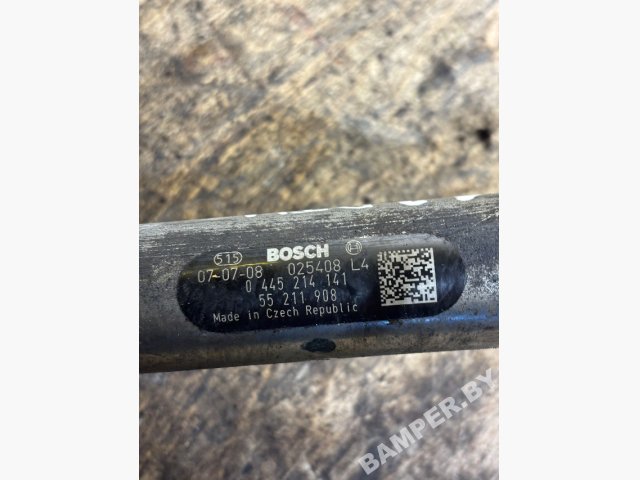 515 BOSCH
07-07-08 025408 L4
0 445 214 141
55 211 908
Made in Czech Republic
BAMPER.BY